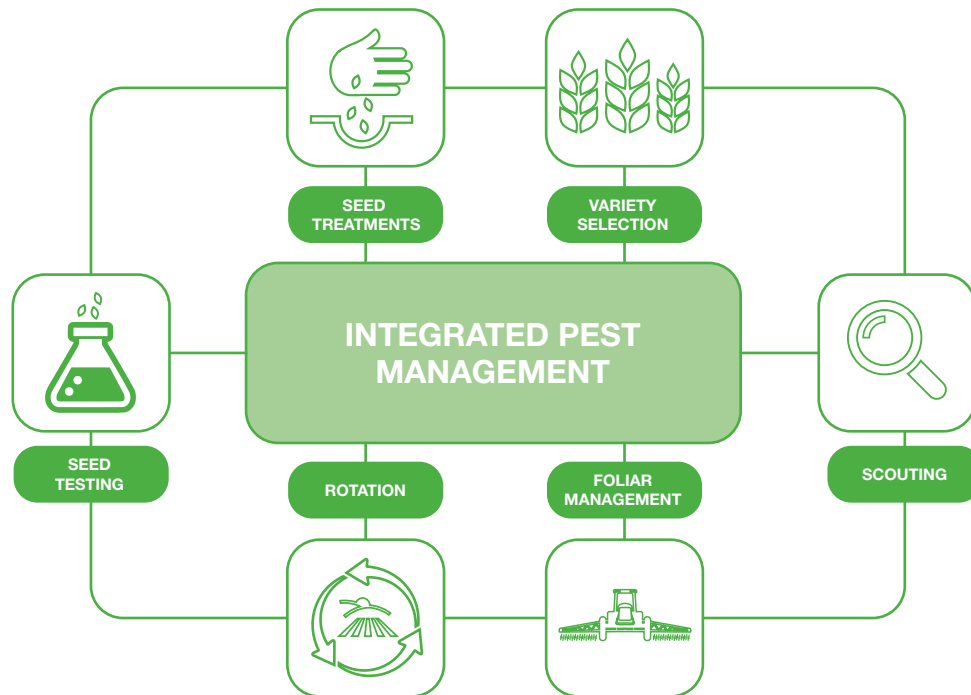 SEED
TREATMENTS
VARIETY
SELECTION
INTEGRATED PEST
MANAGEMENT
SEED
TESTING
ROTATION
FOLIAR
MANAGEMENT
SCOUTING